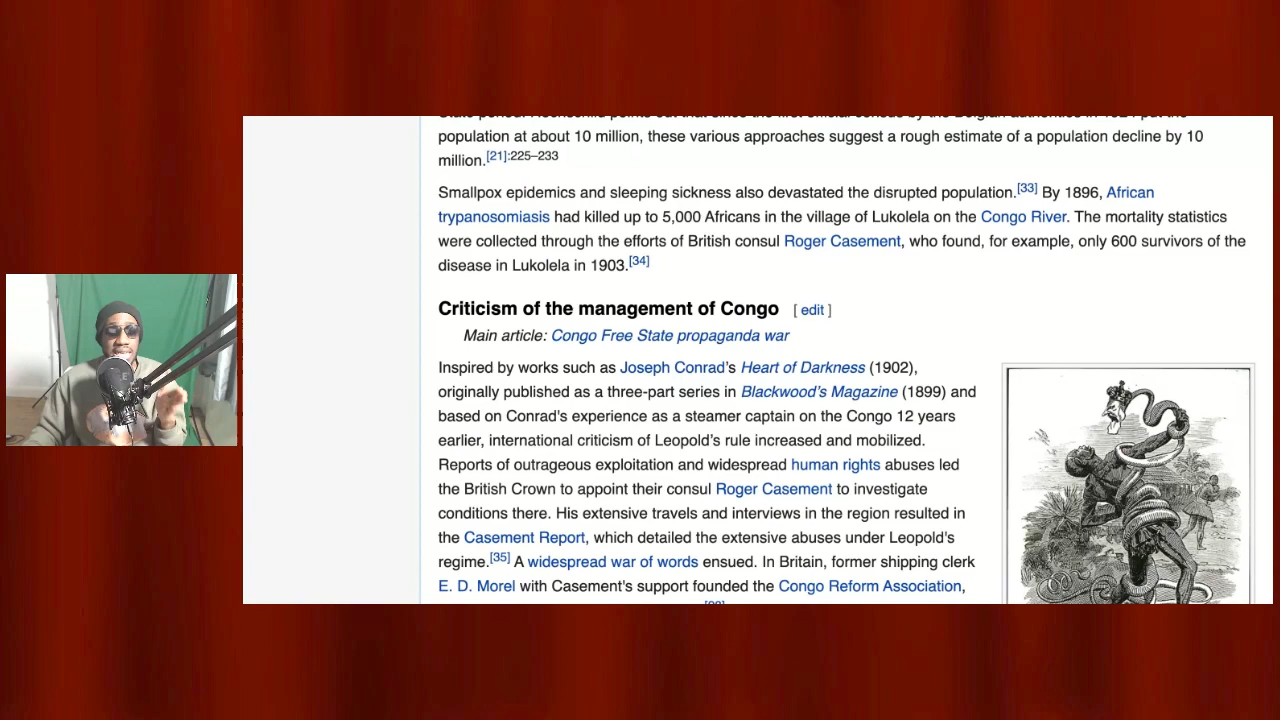 population at about 10 million, these various approaches suggest a rough estimate of a population decline by 10
million.[21]:225–233
Smallpox epidemics and sleeping sickness also devastated the disrupted population.[33] By 1896, African
trypanosomiasis had killed up to 5,000 Africans in the village of Lukolela on the Congo River. The mortality statistics
were collected through the efforts of British consul Roger Casement, who found, for example, only 600 survivors of the
disease in Lukolela in 1903.[34]
Criticism of the management of Congo [ edit ]
Main article: Congo Free State propaganda war
Inspired by works such as Joseph Conrad's Heart of Darkness (1902),
originally published as a three-part series in Blackwood's Magazine (1899) and
based on Conrad's experience as a steamer captain on the Congo 12 years
earlier, international criticism of Leopold's rule increased and mobilized.
Reports of outrageous exploitation and widespread human rights abuses led
the British Crown to appoint their consul Roger Casement to investigate
conditions there. His extensive travels and interviews in the region resulted in
the Casement Report, which detailed the extensive abuses under Leopold's
regime.[35] A widespread war of words ensued. In Britain, former shipping clerk
E. D. Morel with Casement's support founded the Congo Reform Association,